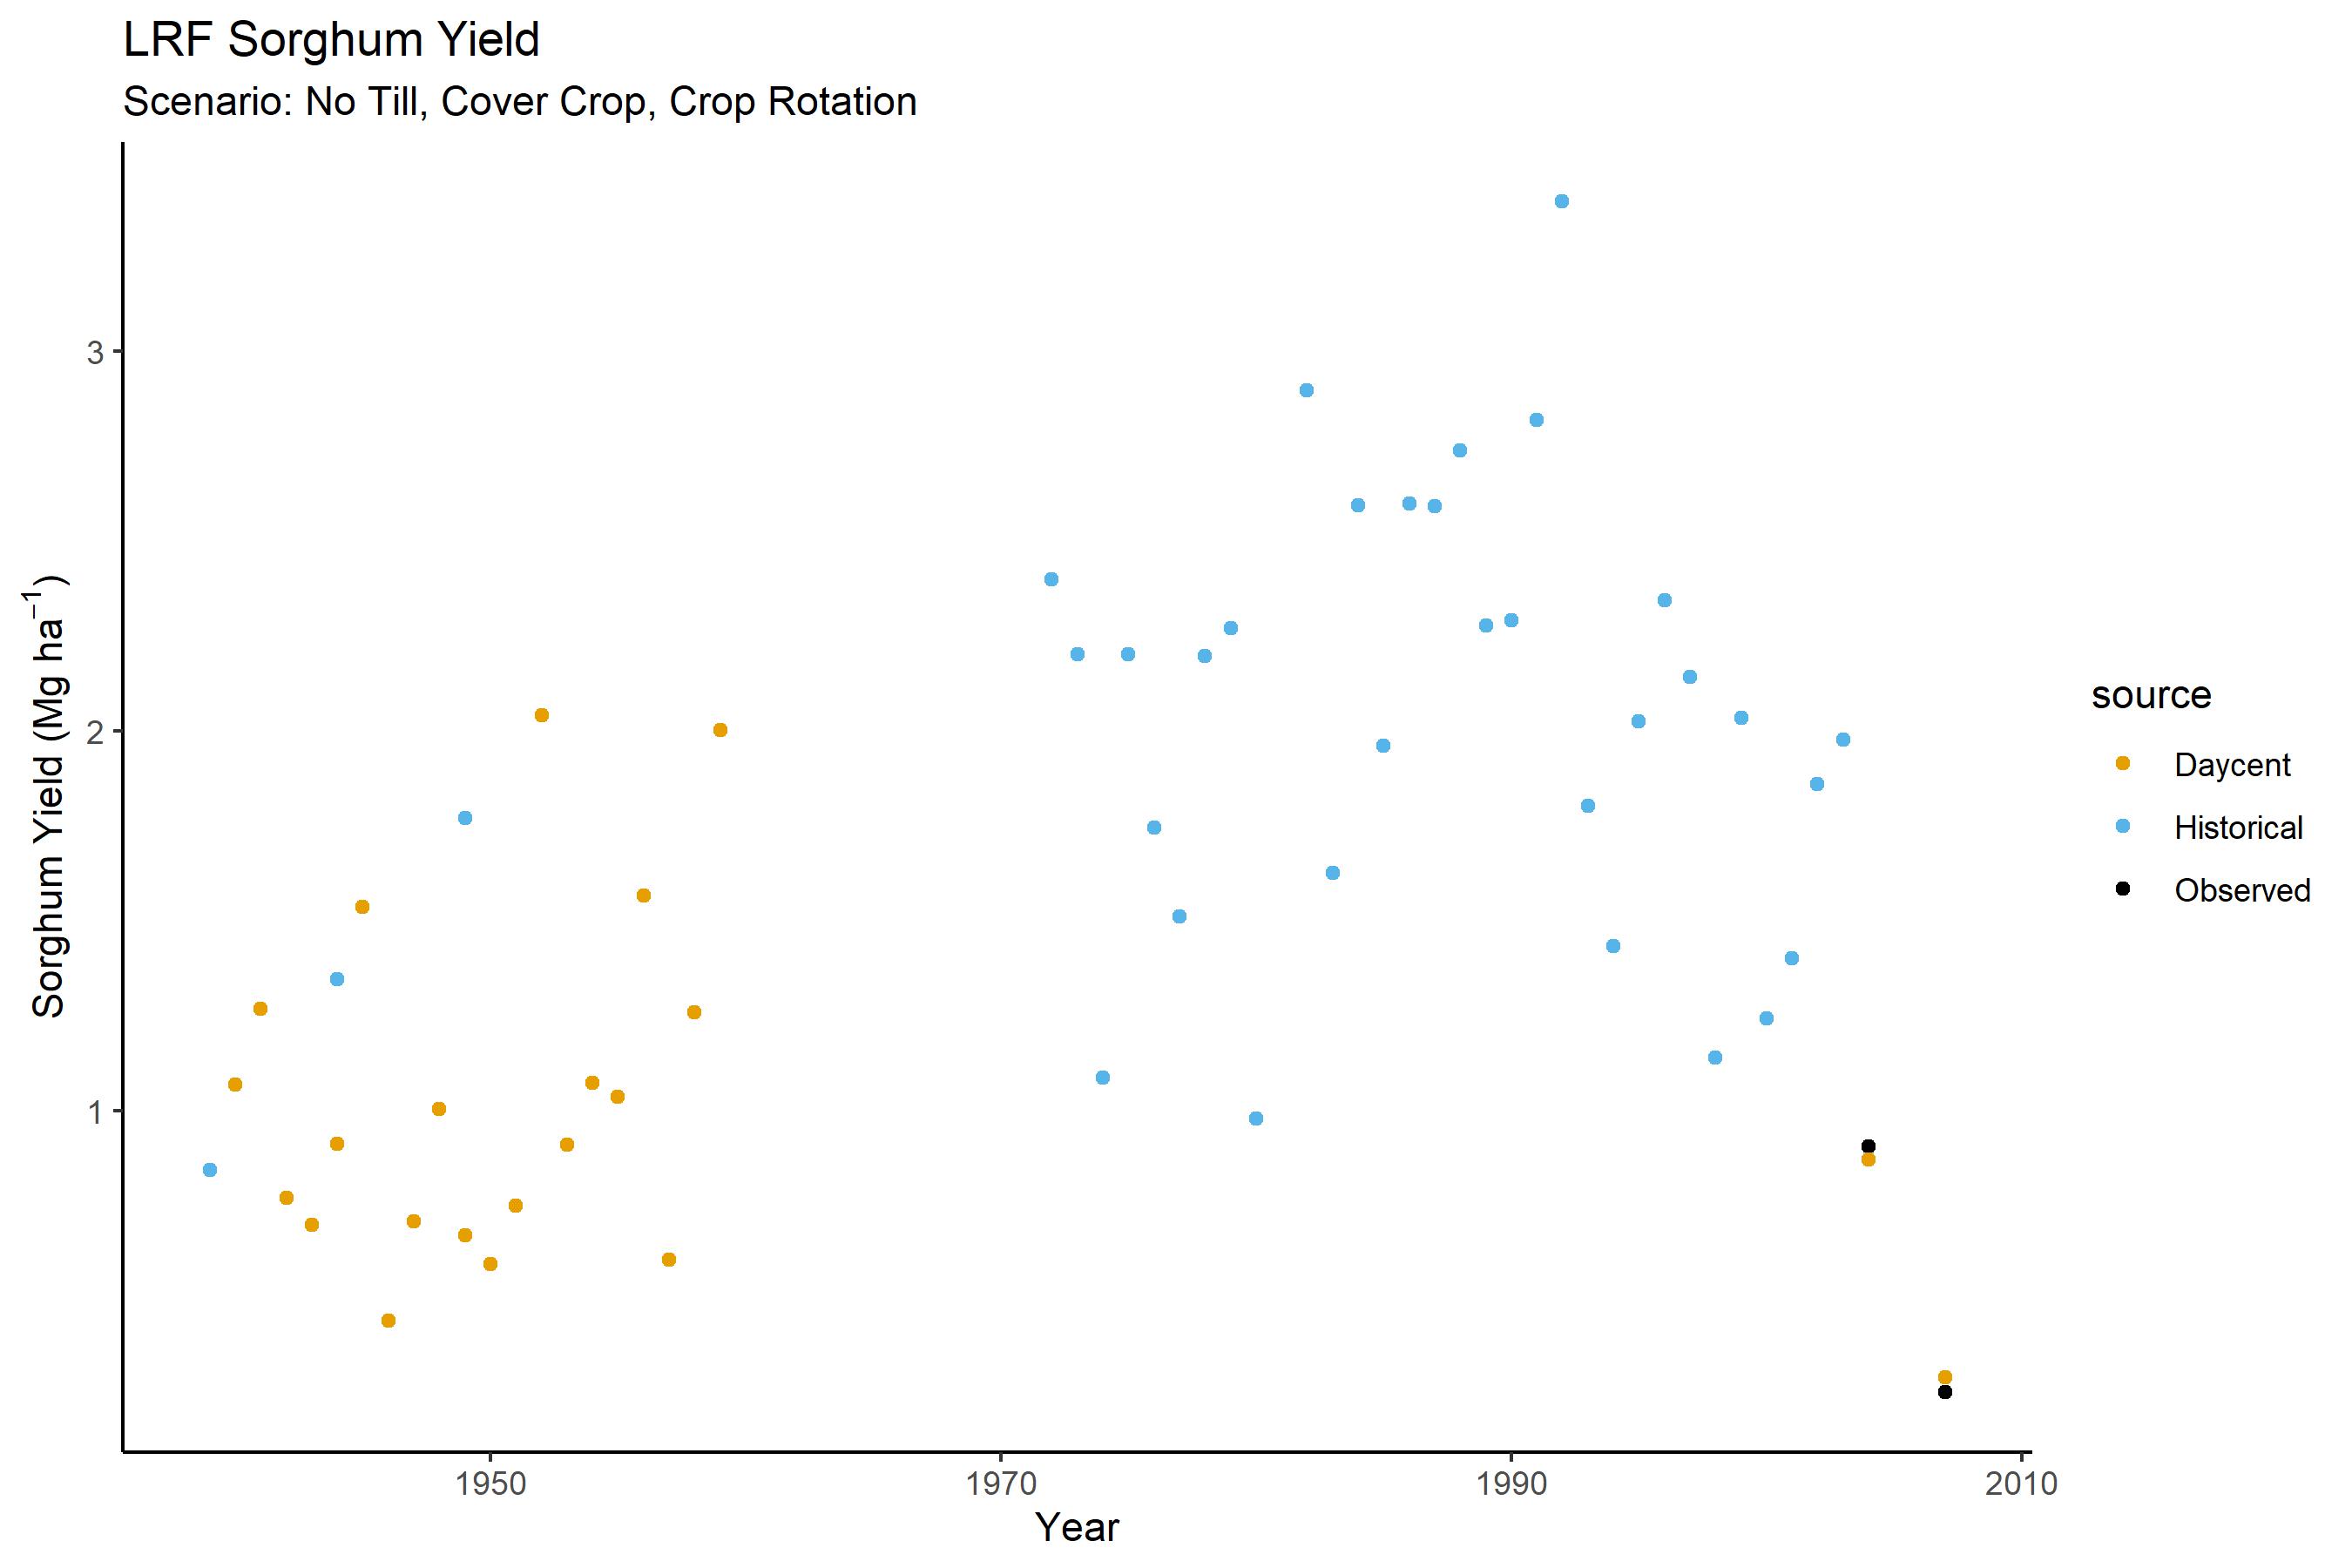 LRF Sorghum Yield
Scenario: No Till, Cover Crop, Crop Rotation
Sorghum Yield (Mg ha⁻¹)
3
2
1
1950
1970
1990
2010
Year
source
Daycent
Historical
Observed